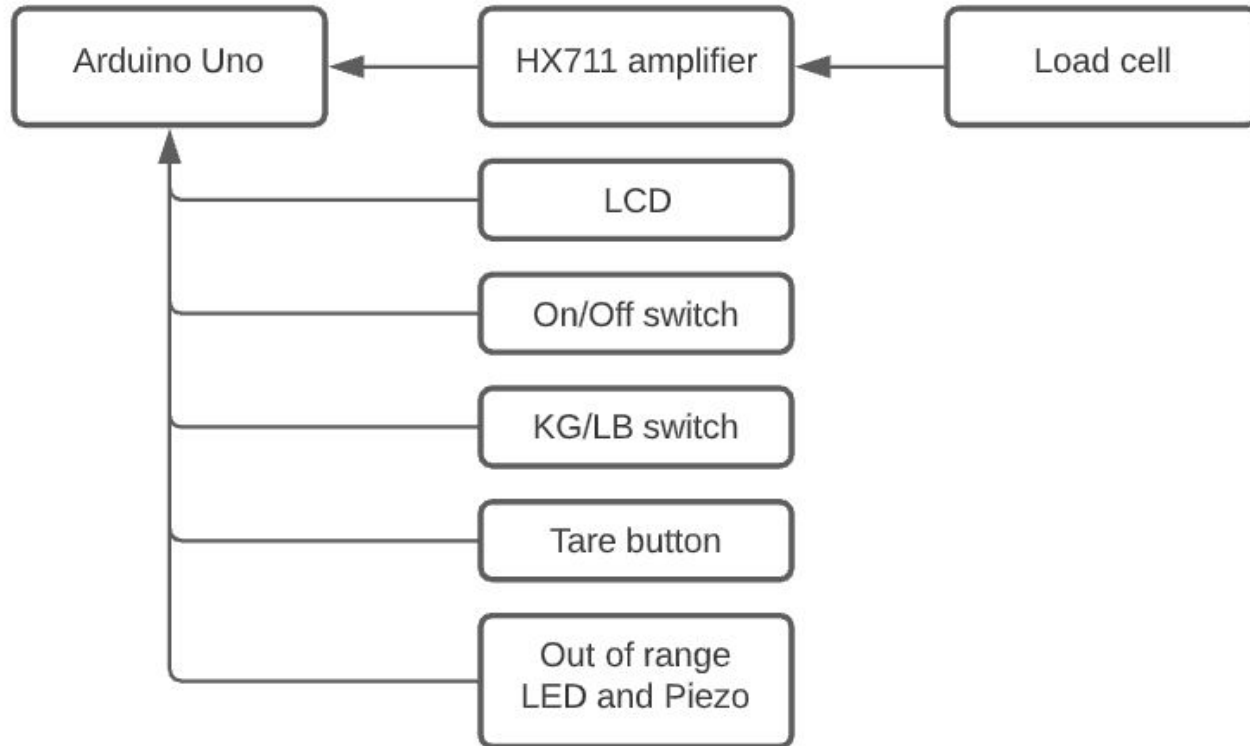 Arduino Uno
HX711 amplifier
Load cell
LCD
On/Off switch
KG/LB switch
Tare button
Out of range
LED and Piezo